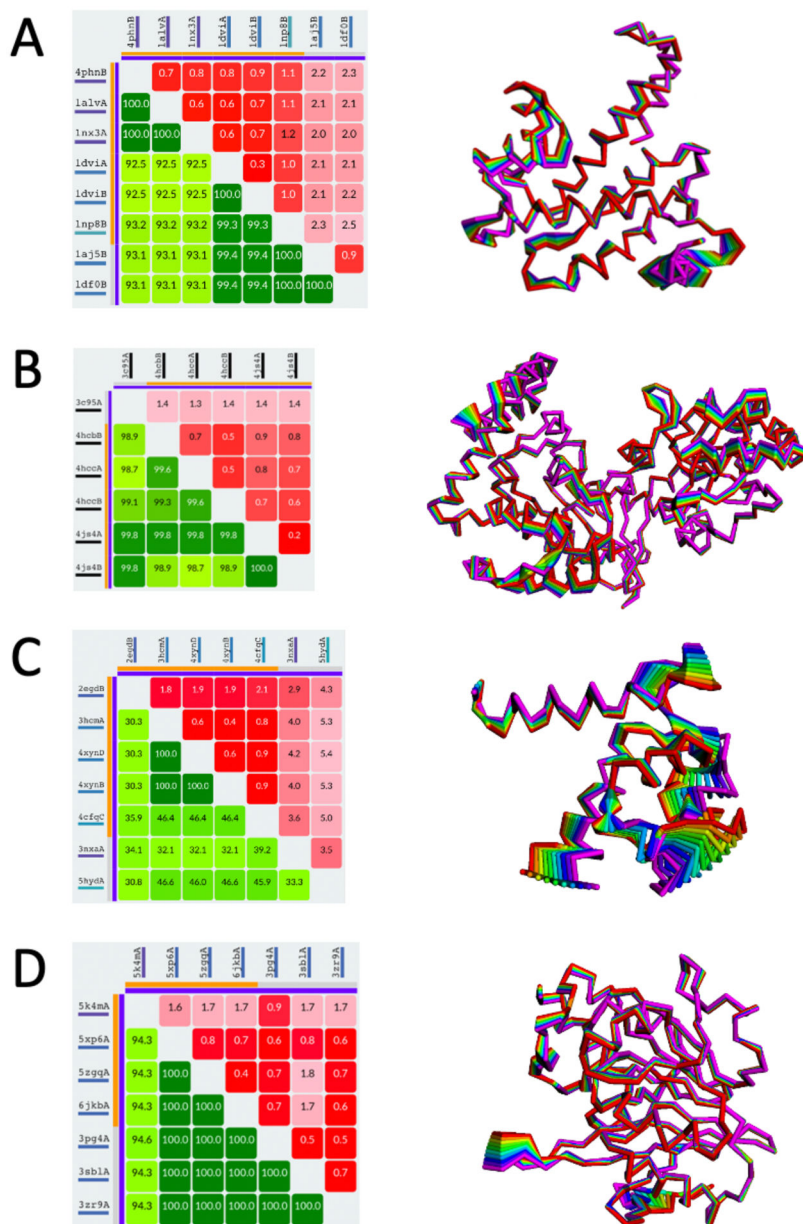 A
4phnB 1alvA 1nx3A 1dviA 1dviB 1np8B 1aj5B 1df0B
4phnB 0.7 0.8 0.8 0.9 1.1 2.2 2.3
1alvA 100.0 0.6 0.6 0.7 1.1 2.1 2.1
1nx3A 100.0 100.0 0.6 0.7 1.2 2.0 2.0
1dviA 92.5 92.5 92.5 0.3 1.0 2.1 2.1
1dviB 92.5 92.5 92.5 100.0 1.0 2.1 2.2
1np8B 93.2 93.2 93.2 99.3 99.3 2.3 2.5
1aj5B 93.1 93.1 93.1 99.4 99.4 100.0 0.9
1df0B 93.1 93.1 93.1 99.4 99.4 100.0 100.0
B
3c95A 4hcbB 4hccA 4hccB 4js4A 4js4B
3c95A 1.4 1.3 1.4 1.4 1.4
4hcbB 98.9 0.7 0.5 0.9 0.8
4hccA 98.7 99.6 0.5 0.8 0.7
4hccB 99.1 99.3 99.6 0.7 0.6
4js4A 99.8 99.8 99.8 99.8 0.2
4js4B 99.8 98.9 98.7 98.9 100.0
C
2egdB 3hcmA 4xynD 4xynB 4cfqC 3nxaA 5hydA
2egdB 1.8 1.9 1.9 2.1 2.9 4.3
3hcmA 30.3 0.6 0.4 0.8 4.0 5.3
4xynD 30.3 100.0 0.6 0.9 4.2 5.4
4xynB 30.3 100.0 100.0 0.9 4.0 5.3
4cfqC 35.9 46.4 46.4 46.4 3.6 5.0
3nxaA 34.1 32.1 32.1 32.1 39.2 3.5
5hydA 30.8 46.6 46.0 46.6 45.9 33.3
D
5k4mA 5xp6A 5zgqA 6jkbA 3pg4A 3sblA 3zr9A
5k4mA 1.6 1.7 1.7 0.9 1.7 1.7
5xp6A 94.3 0.8 0.7 0.6 0.8 0.6
5zgqA 94.3 100.0 0.4 0.7 1.8 0.7
6jkbA 94.3 100.0 100.0 0.7 1.7 0.6
3pg4A 94.6 100.0 100.0 100.0 0.5 0.5
3sblA 94.3 100.0 100.0 100.0 100.0 0.7
3zr9A 94.3 100.0 100.0 100.0 100.0 100.0